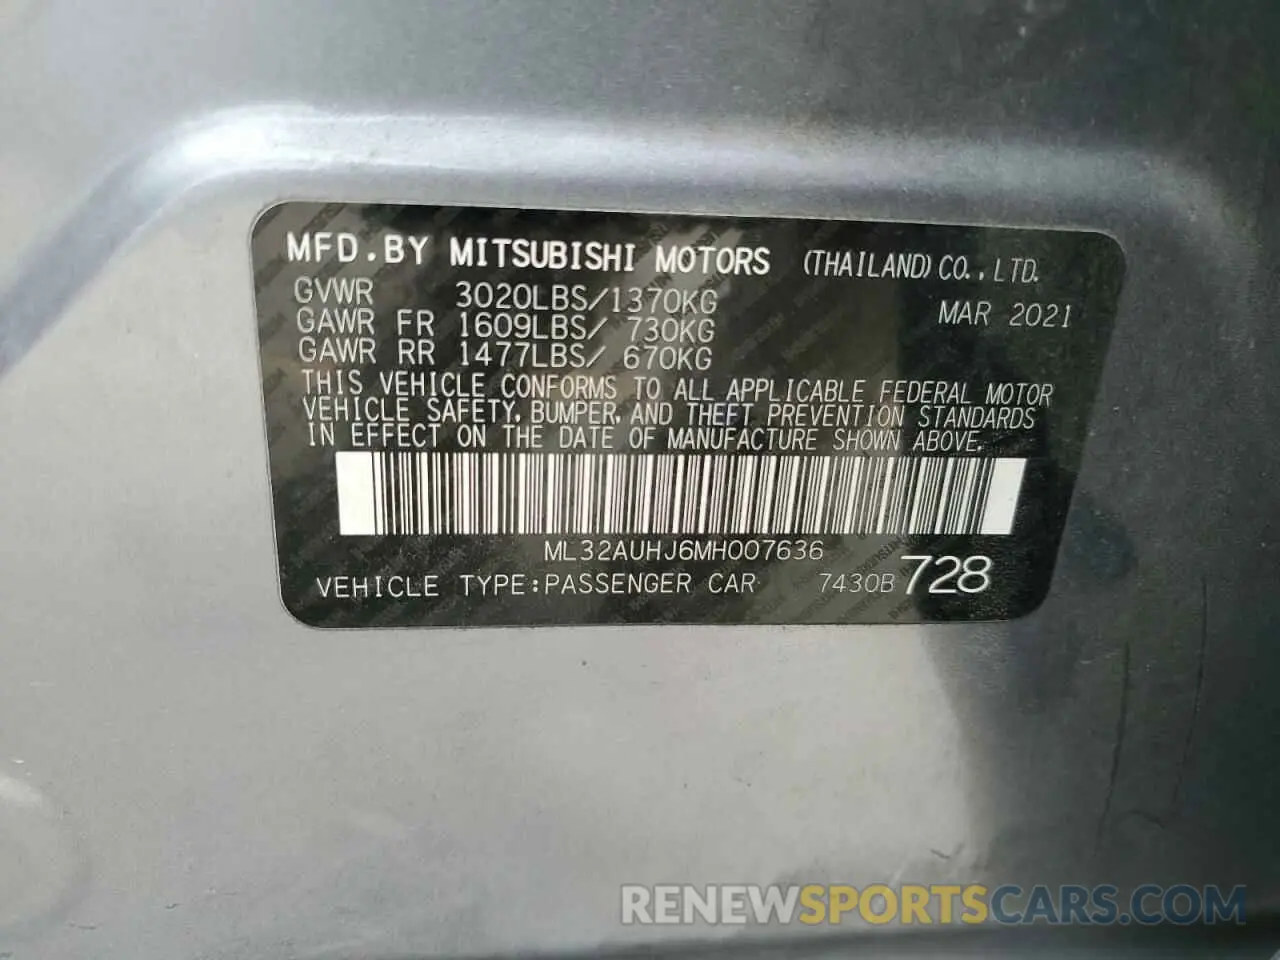 MFD.BY MITSUBISHI MOTORS (THAILAND) CO., LTD.
GVWR 3020LBS/1370KG MAR 2021
GAWR FR 1609LBS/ 730KG
GAWR RR 1477LBS/ 670KG
THIS VEHICLE CONFORMS TO ALL APPLICABLE FEDERAL MOTOR
VEHICLE SAFETY, BUMPER, AND THEFT PREVENTION STANDARDS
IN EFFECT ON THE DATE OF MANUFACTURE SHOWN ABOVE.
ML32AUHJ6MH007636
VEHICLE TYPE:PASSENGER CAR 7430B 728
RENEWSPORTSCARS.COM